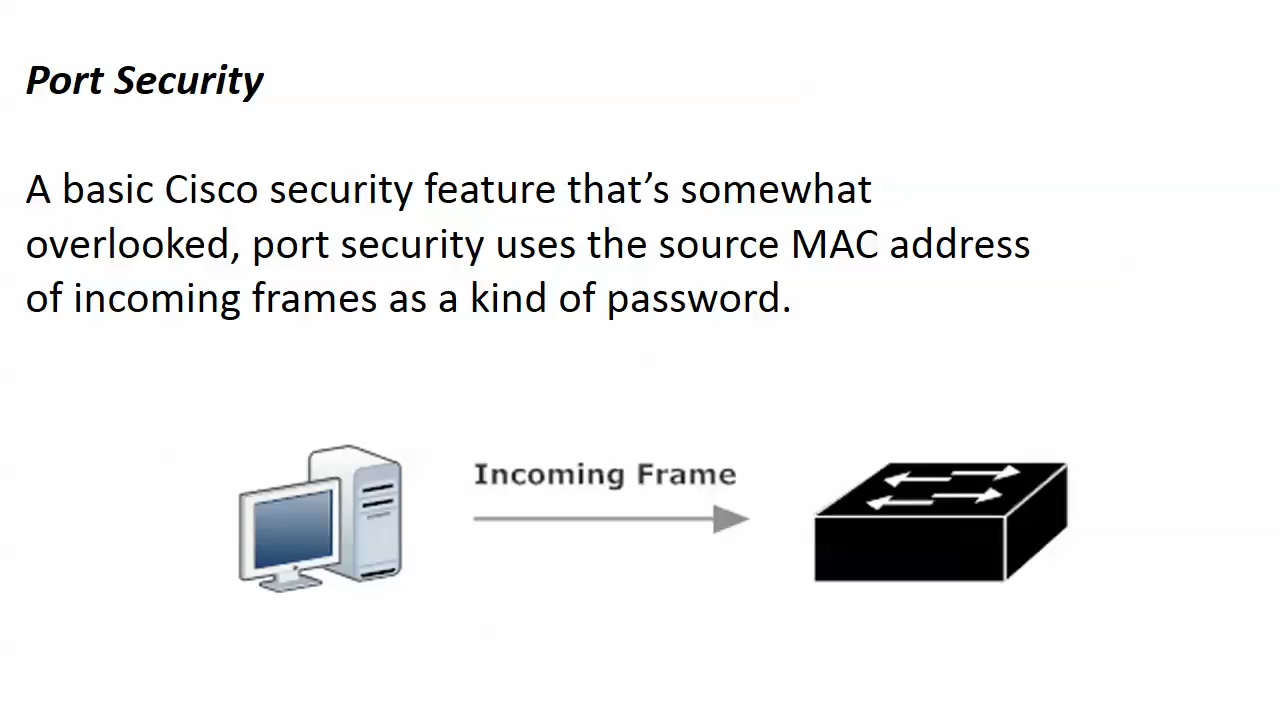 Port Security
A basic Cisco security feature that’s somewhat
overlooked, port security uses the source MAC address
of incoming frames as a kind of password.
Incoming Frame